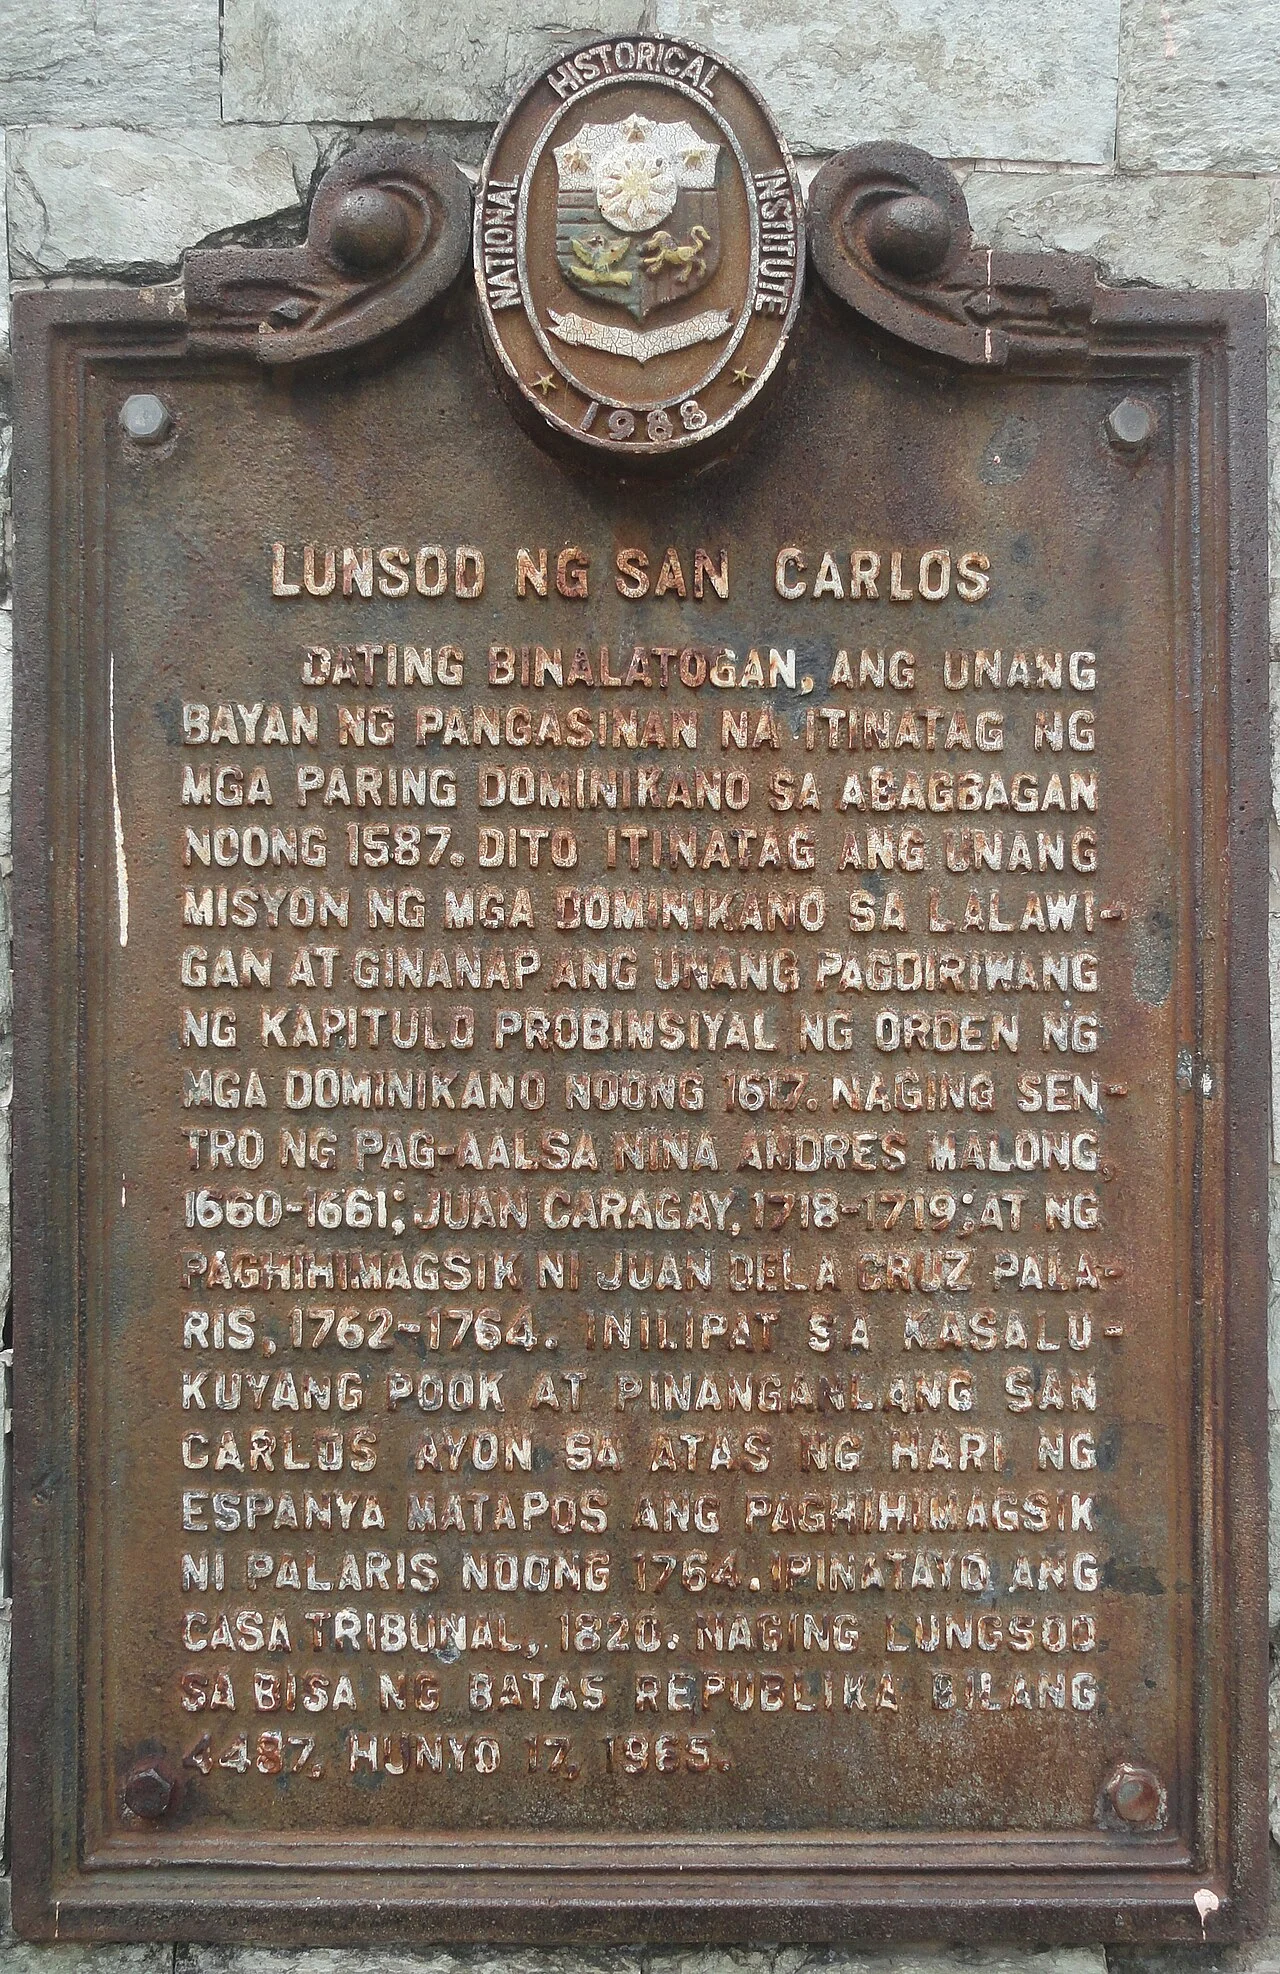 NATIONAL HISTORICAL INSTITUTE
1988
LUNSOD NG SAN CARLOS
DATING BINALATOGAN, ANG UNANG
BAYAN NG PANGASINAN NA ITINATAG NG
MGA PARING DOMINIKANO SA ABAGBAGAN
NOONG 1587. DITO ITINATAG ANG UNANG
MISYON NG MGA DOMINIKANO SA LALAWI-
GAN AT GINANAP ANG UNANG PAGDIRIWANG
NG KAPITULO PROBINSIYAL NG ORDEN NG
MGA DOMINIKANO NOONG 1617. NAGING SEN-
TRO NG PAG-AALSA NINA ANDRES MALONG,
1660-1661; JUAN CARAGAY, 1718-1719; AT NG
PAGHIHIMAGSIK NI JUAN DELA CRUZ PALA-
RIS, 1762-1764. INILIPAT SA KASALU-
KUYANG POOK AT PINANGANLANG SAN
CARLOS AYON SA ATAS NG HARI NG
ESPANYA MATAPOS ANG PAGHIHIMAGSIK
NI PALARIS NOONG 1764. IPINATAYO ANG
CASA TRIBUNAL, 1820. NAGING LUNGSOD
SA BISA NG BATAS REPUBLIKA BILANG
4487, HUNYO 17, 1965.